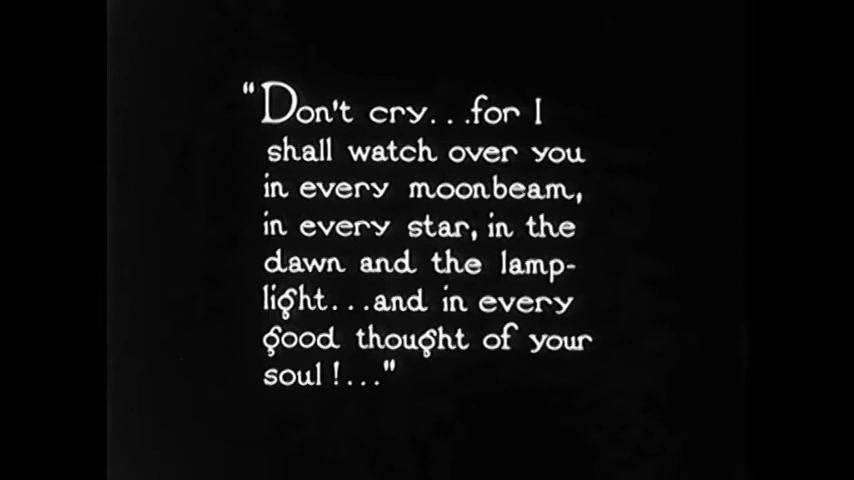 "Don't cry...for I
shall watch over you
in every moonbeam,
in every star, in the
dawn and the lamp-
light...and in every
good thought of your
soul!..."